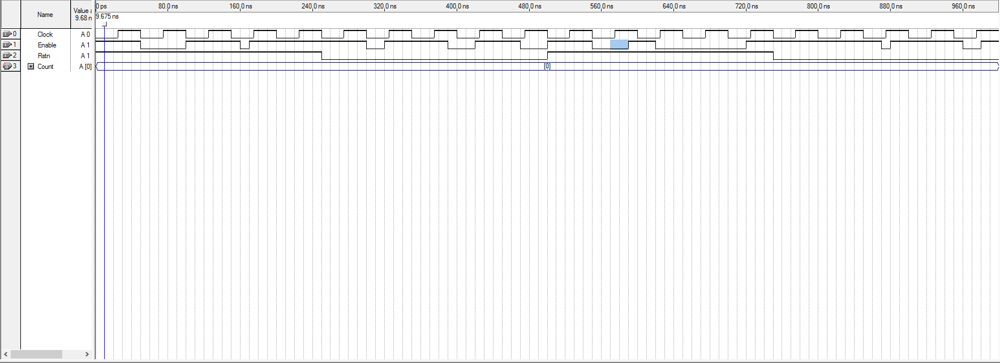 Name
Value a
9.68 n
0 ps
80.0 ns
160.0 ns
240.0 ns
320.0 ns
400.0 ns
480.0 ns
560.0 ns
640.0 ns
720.0 ns
800.0 ns
880.0 ns
960.0 ns
9.675 ns
0
Clock
A 0
1
Enable
A 1
2
Rstn
A 1
3
Count
A [0]
[0]